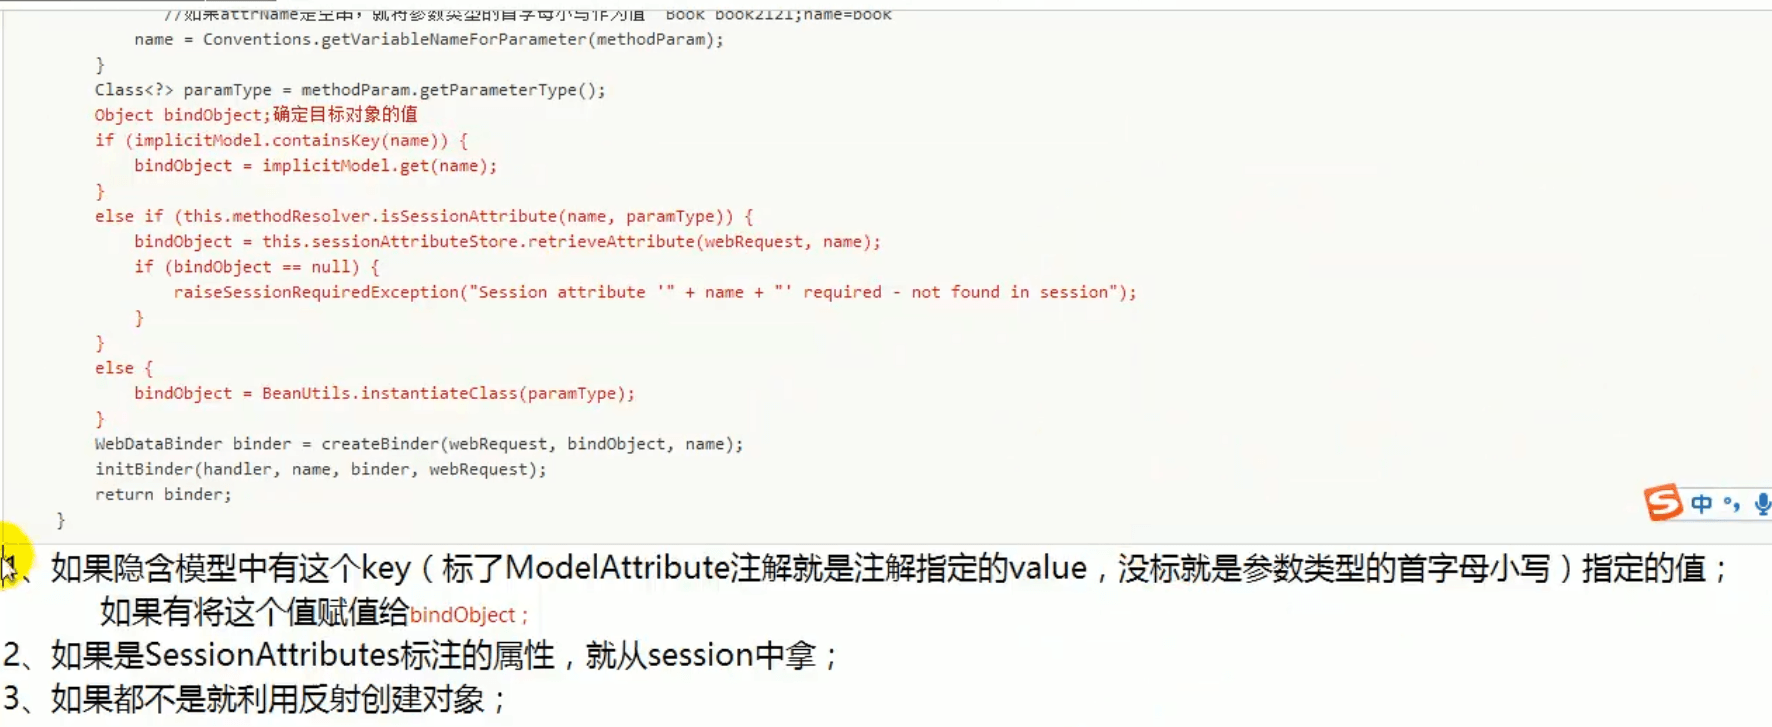 //如果attrName是空串，就将参数类型的首字母小写作为值 Book book2121;name=book
name = Conventions.getVariableNameForParameter(methodParam);
}
Class<?> paramType = methodParam.getParameterType();
Object bindObject;确定目标对象的值
if (implicitModel.containsKey(name)) {
bindObject = implicitModel.get(name);
}
else if (this.methodResolver.isSessionAttribute(name, paramType)) {
bindObject = this.sessionAttributeStore.retrieveAttribute(webRequest, name);
if (bindObject == null) {
raiseSessionRequiredException("Session attribute '" + name + "' required - not found in session");
}
}
else {
bindObject = BeanUtils.instantiateClass(paramType);
}
WebDataBinder binder = createBinder(webRequest, bindObject, name);
initBinder(handler, name, binder, webRequest);
return binder;
}
S 中 °，
1、如果隐含模型中有这个key（标了ModelAttribute注解就是注解指定的value，没标就是参数类型的首字母小写）指定的值；
如果有将这个值赋值给bindObject；
2、如果是SessionAttributes标注的属性，就从session中拿；
3、如果都不是就利用反射创建对象；